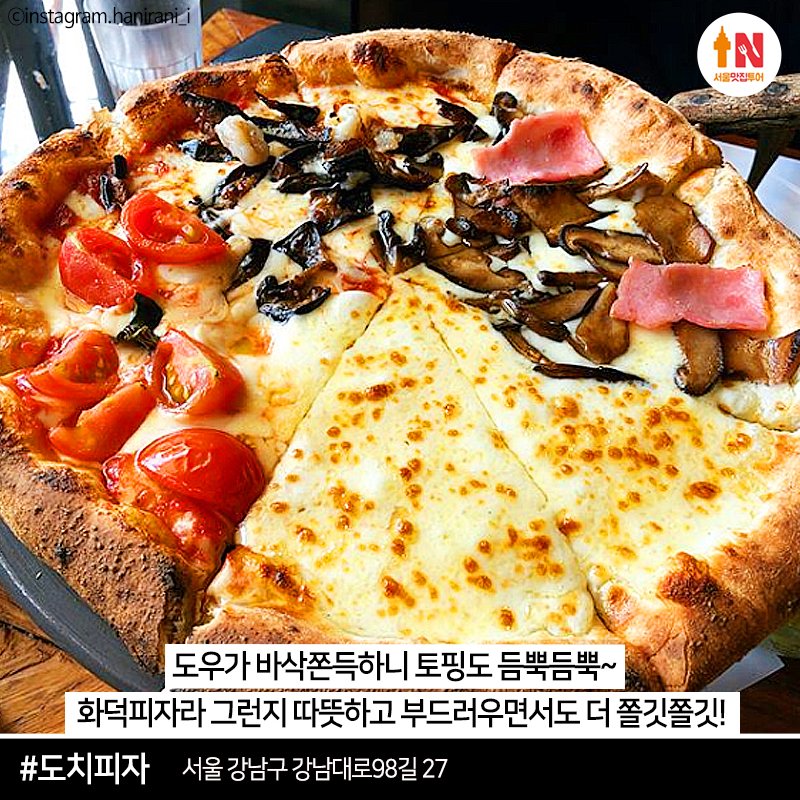 ©instagram.hanirani_i
IN
서울맛집투어
도우가 바삭쫀득하니 토핑도 듬뿍듬뿍~
화덕피자라 그런지 따뜻하고 부드러우면서도 더 쫄깃쫄깃!
#도치피자 서울 강남구 강남대로98길 27